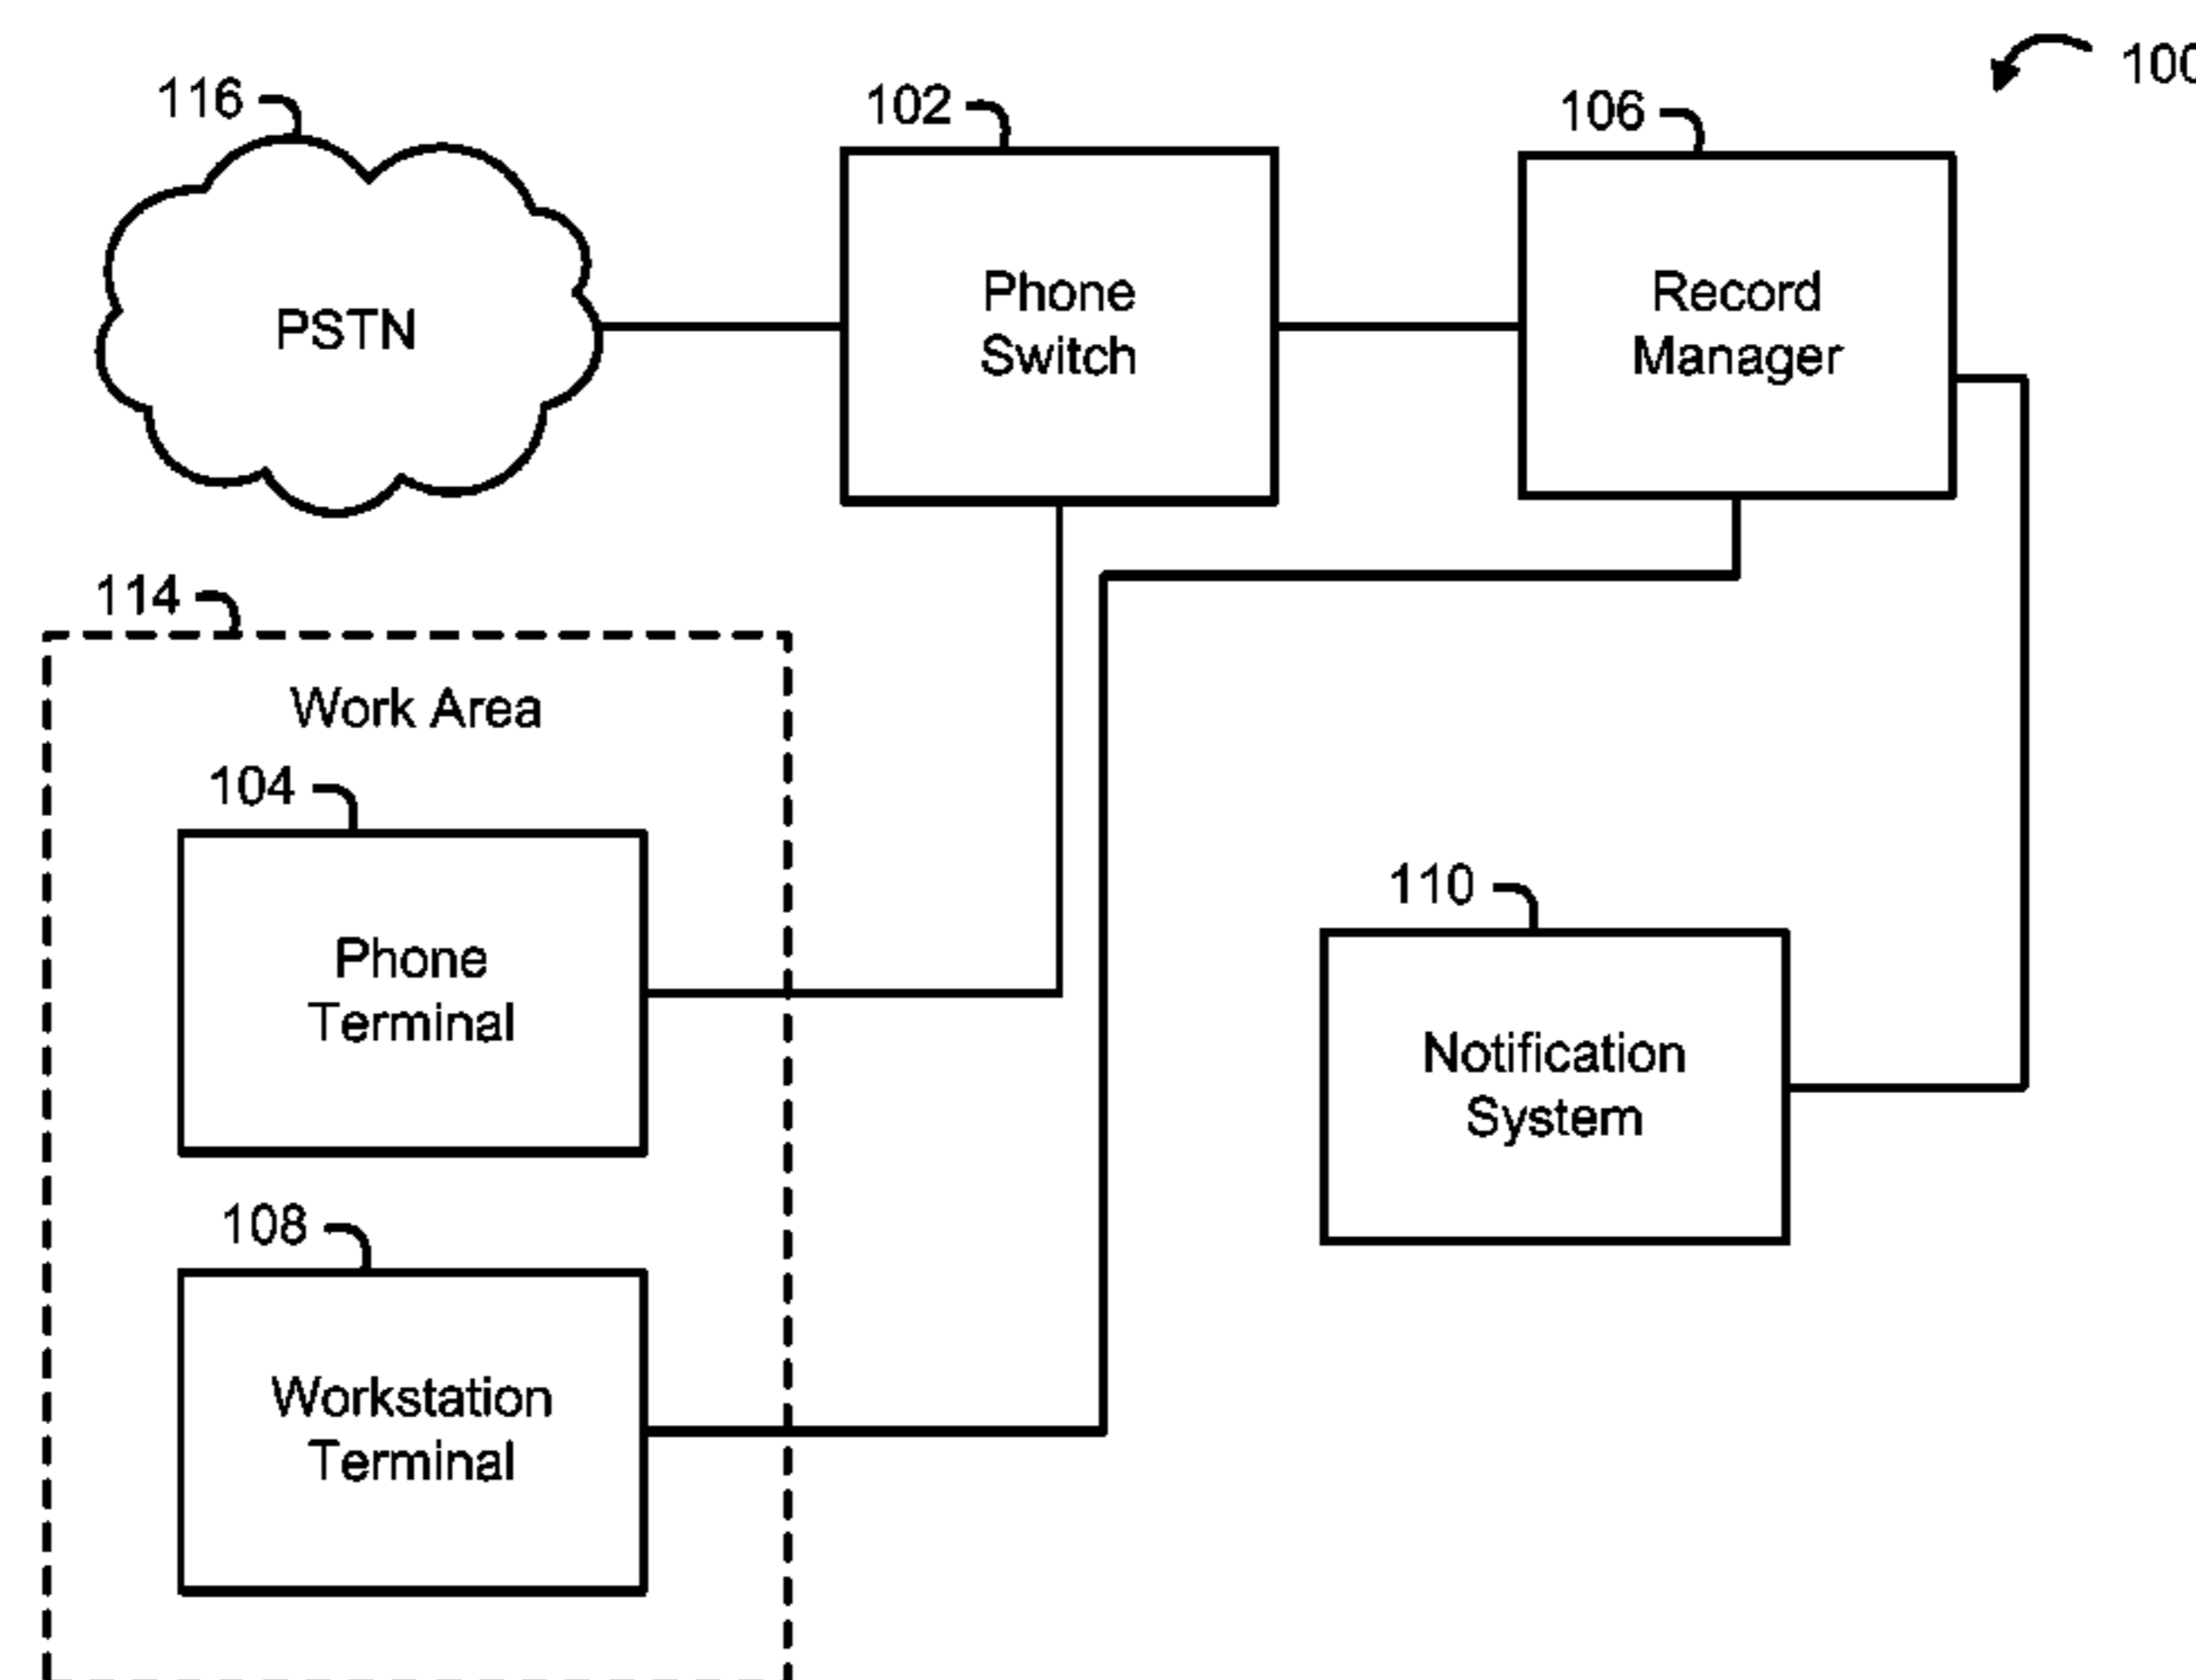 100
116
102
106
PSTN
Phone
Switch
Record
Manager
114
Work Area
104
Phone
Terminal
110
Notification
System
108
Workstation
Terminal